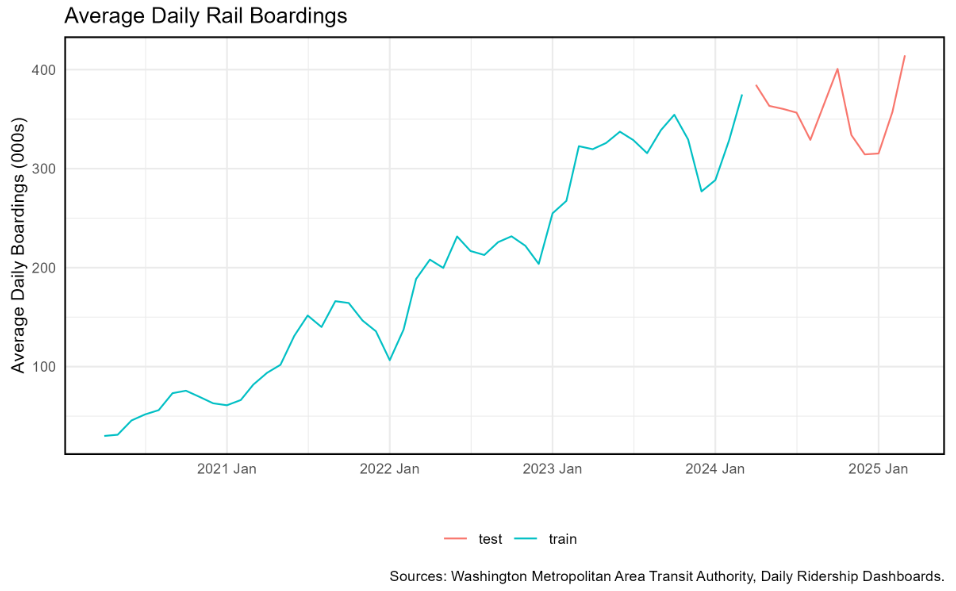 Average Daily Rail Boardings
Average Daily Boardings (000s)
400
300
200
100
2021 Jan
2022 Jan
2023 Jan
2024 Jan
2025 Jan
test
train
Sources: Washington Metropolitan Area Transit Authority, Daily Ridership Dashboards.